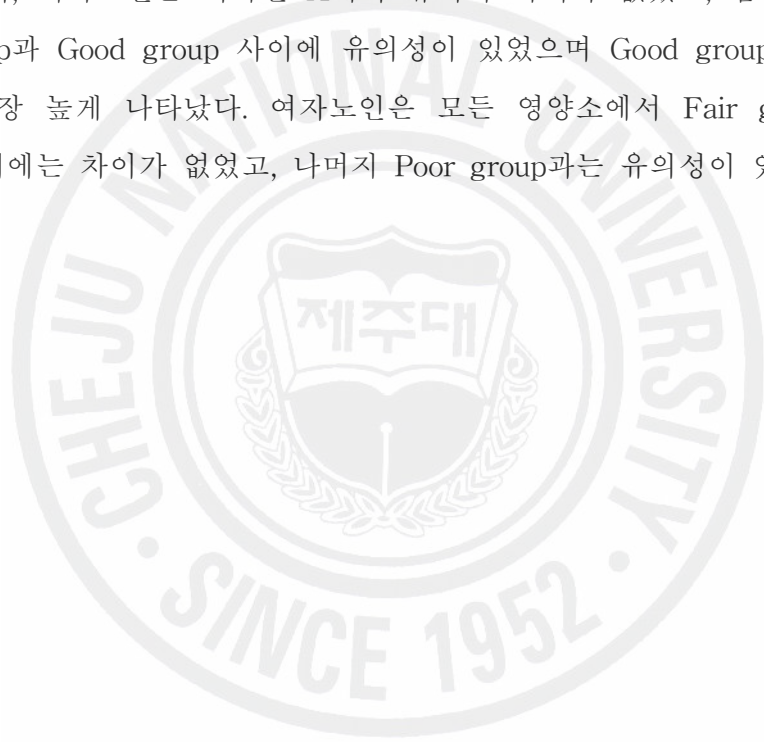 p과 Good group 사이에 유의성이 있었으며 Good group
장 높게 나타났다. 여자노인은 모든 영양소에서 Fair g
에는 차이가 없었고, 나머지 Poor group과는 유의성이 있
CHEJU NATIONAL UNIVERSITY
제주대
· SINCE 1952 ·